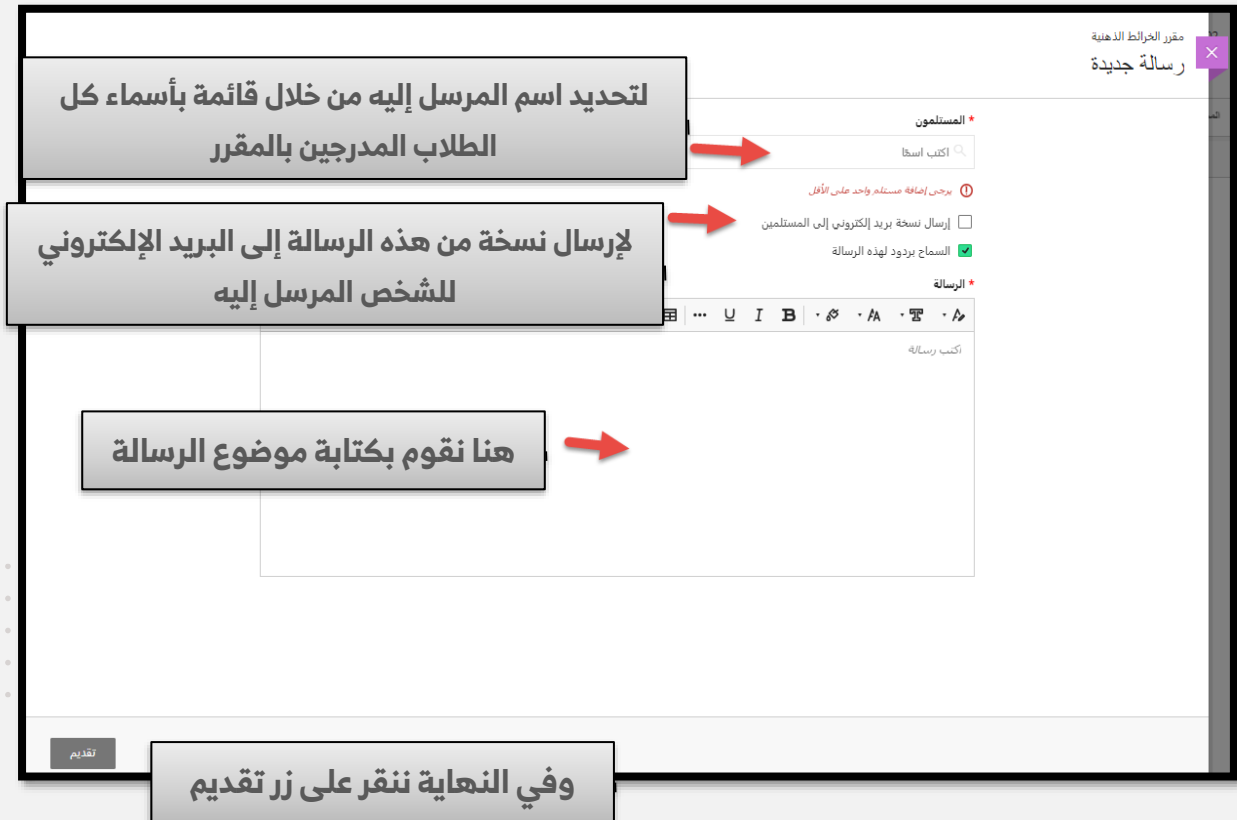 مقرر الخرائط الذهنية
رسالة جديدة
لتحديد اسم المرسل إليه من خلال قائمة بأسماء كل
الطلاب المدرجين بالمقرر
* المستلمون
اكتب اسمًا
يرجى إضافة مستلم واحد على الأقل
إرسال نسخة بريد إلكتروني إلى المستلمين
لإرسال نسخة من هذه الرسالة إلى البريد الإلكتروني
للشخص المرسل إليه
السماح بردود لهذه الرسالة
* الرسالة
B I U ...
اكتب رسالة
هنا نقوم بكتابة موضوع الرسالة
تقديم
وفي النهاية ننقر على زر تقديم